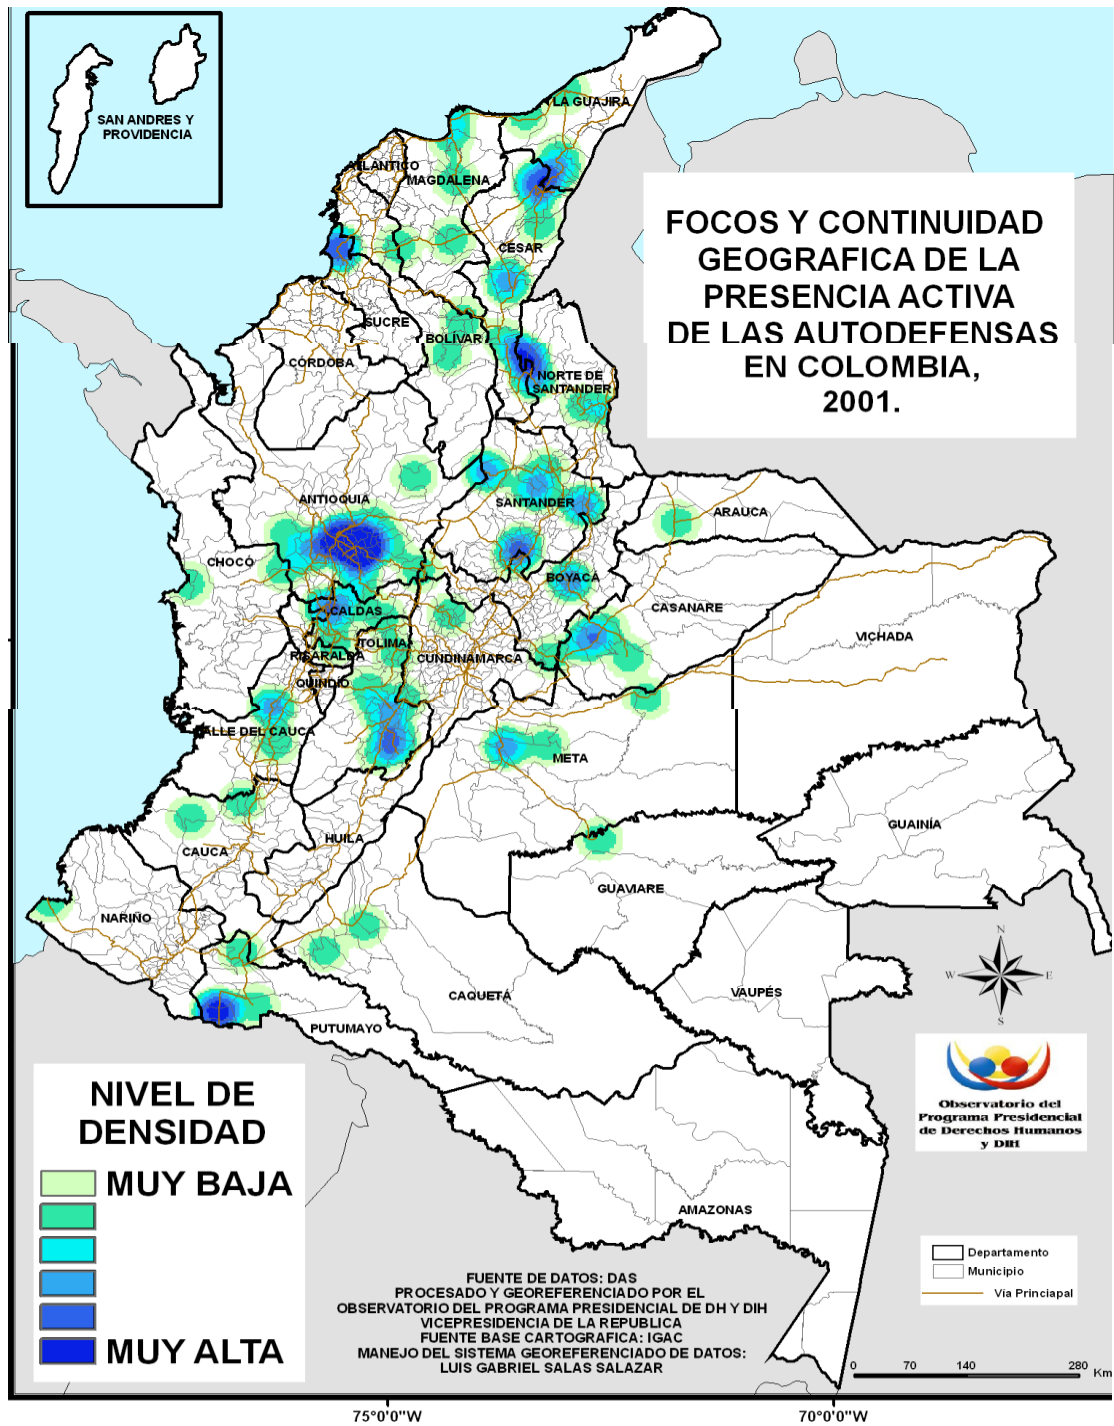 SAN ANDRES Y
PROVIDENCIA
LA GUAJIRA
ATLANTICO
MAGDALENA
CESAR
SUCRE
BOLÍVAR
CÓRDOBA
NORTE DE
SANTANDER
ANTIOQUIA
SANTANDER
ARAUCA
CHOCÓ
BOYACÁ
CASANARE
CALDAS
VICHADA
TOLIMA
RISARALDA
CUNDINAMARCA
QUINDÍO
VALLE DEL CAUCA
META
GUAINÍA
HUILA
CAUCA
GUAVIARE
NARIÑO
VAUPÉS
CAQUETÁ
PUTUMAYO
AMAZONAS
FOCOS Y CONTINUIDAD
GEOGRAFICA DE LA
PRESENCIA ACTIVA
DE LAS AUTODEFENSAS
EN COLOMBIA,
2001.
N
W E
S
Observatorio del
Programa Presidencial
de Derechos Humanos
y DIH
NIVEL DE
DENSIDAD
MUY BAJA
MUY ALTA
FUENTE DE DATOS: DAS
PROCESADO Y GEOREFERENCIADO POR EL
OBSERVATORIO DEL PROGRAMA PRESIDENCIAL DE DH Y DIH
VICEPRESIDENCIA DE LA REPUBLICA
FUENTE BASE CARTOGRAFICA: IGAC
MANEJO DEL SISTEMA GEOREFERENCIADO DE DATOS:
LUIS GABRIEL SALAS SALAZAR
Departamento
Municipio
Vía Princiapal
0 70 140 280
Km
75°0'0"W 70°0'0"W